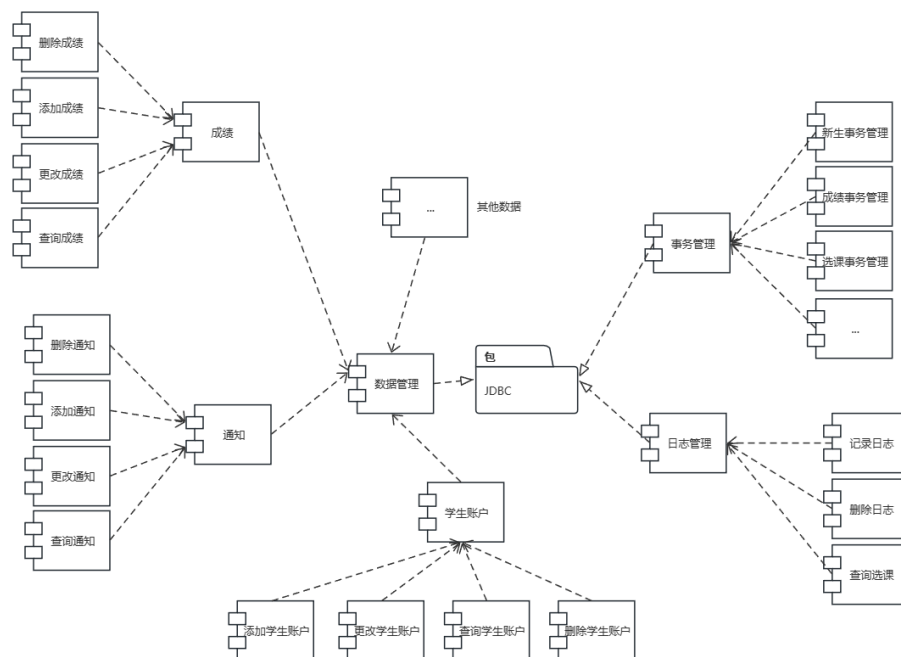 删除成绩
添加成绩
更改成绩
查询成绩
成绩
...
其他数据
新生事务管理
成绩事务管理
选课事务管理
...
事务管理
删除通知
添加通知
更改通知
查询通知
通知
数据管理
包
JDBC
日志管理
记录日志
删除日志
查询选课
学生账户
添加学生账户
更改学生账户
查询学生账户
删除学生账户